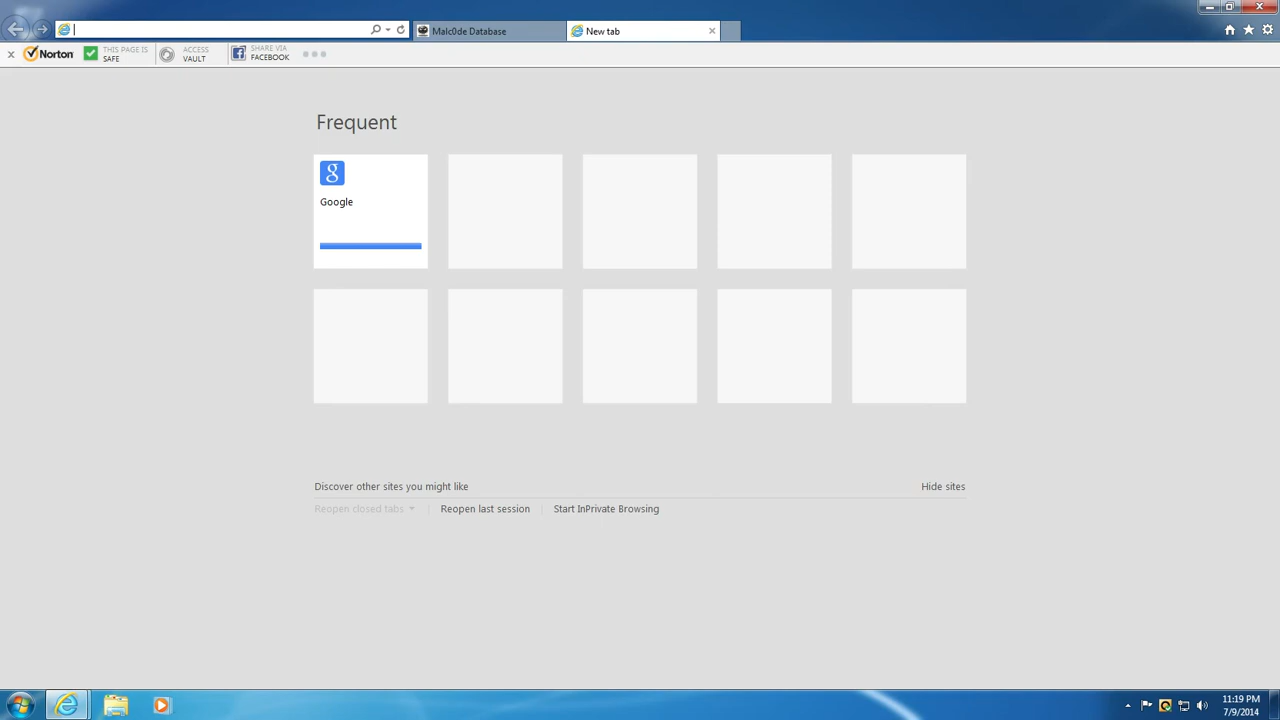 Malc0de Database
New tab
Norton
THIS PAGE IS
SAFE
ACCESS
VAULT
SHARE VIA
FACEBOOK
Frequent
g
Google
Discover other sites you might like
Hide sites
Reopen closed tabs
Reopen last session
Start InPrivate Browsing
11:19 PM
7/9/2014